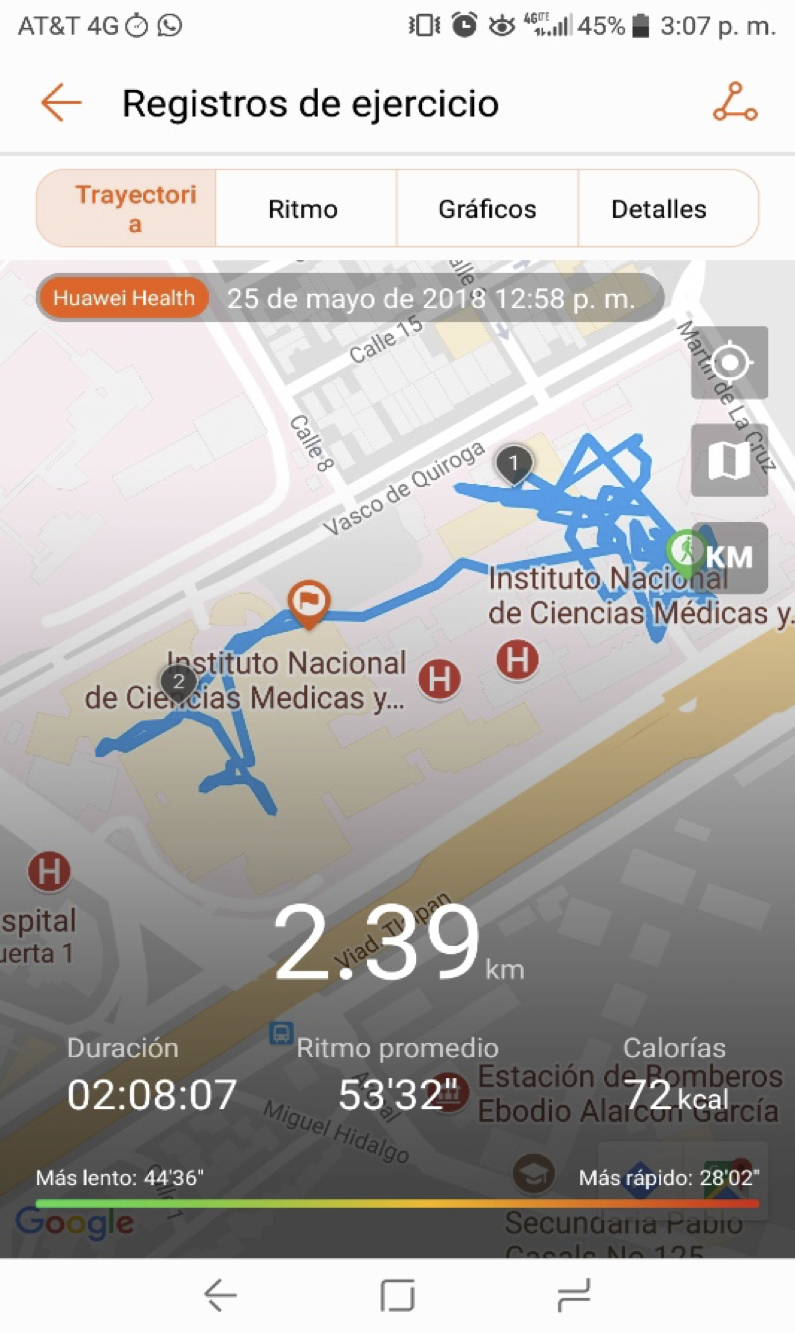 AT&T 4G
4G LTE 45% 3:07 p. m.
Registros de ejercicio
Trayectori
a
Ritmo
Gráficos
Detalles
Huawei Health
25 de mayo de 2018 12:58 p. m.
Calle 15
Calle 8
Martín de La Cruz
Vasco de Quiroga
1
KM
Instituto Nacional
de Ciencias Médicas y...
H
Instituto Nacional
de Ciencias Medicas y...
H
2
H
spital
uerta 1
Viad. Tlalpan
2.39 km
Duración
Ritmo promedio
Calorías
02:08:07
53'32"
72 kcal
Estación de Bomberos
Ebodio Alarcón García
Miguel Hidalgo
Más lento: 44'36"
Más rápido: 28'02"
Google
Secundaria Pablo
Casals No 125